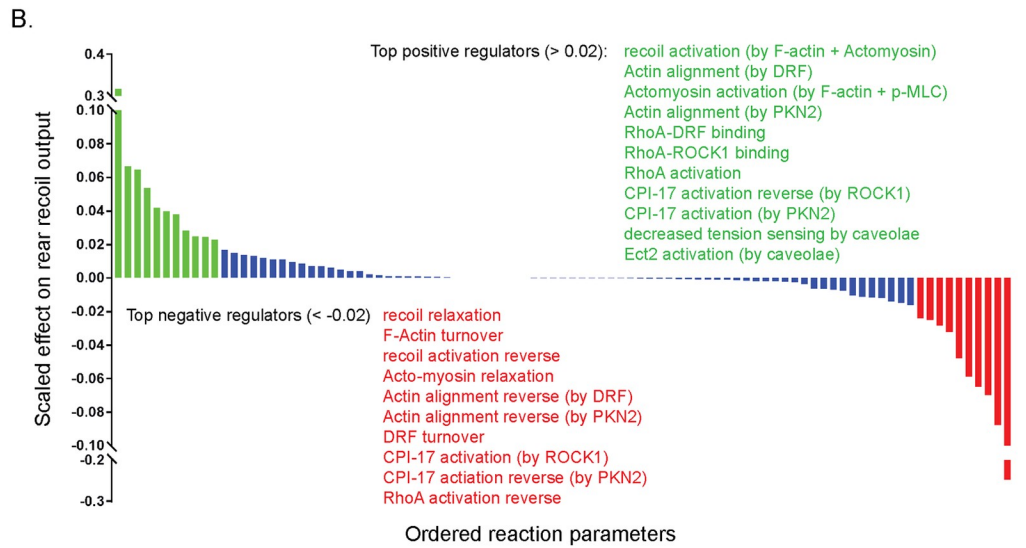 B.
Top positive regulators (> 0.02):
recoil activation (by F-actin + Actomyosin)
Actin alignment (by DRF)
Actomyosin activation (by F-actin + p-MLC)
Actin alignment (by PKN2)
RhoA-DRF binding
RhoA-ROCK1 binding
RhoA activation
CPI-17 activation reverse (by ROCK1)
CPI-17 activation (by PKN2)
decreased tension sensing by caveolae
Ect2 activation (by caveolae)
Scaled effect on rear recoil output
0.4
0.3
0.10
0.08
0.06
0.04
0.02
0.00
-0.02
-0.04
-0.06
-0.08
-0.10
-0.2
-0.3
Top negative regulators (< -0.02)
recoil relaxation
F-Actin turnover
recoil activation reverse
Acto-myosin relaxation
Actin alignment reverse (by DRF)
Actin alignment reverse (by PKN2)
DRF turnover
CPI-17 activation (by ROCK1)
CPI-17 actiation reverse (by PKN2)
RhoA activation reverse
Ordered reaction parameters